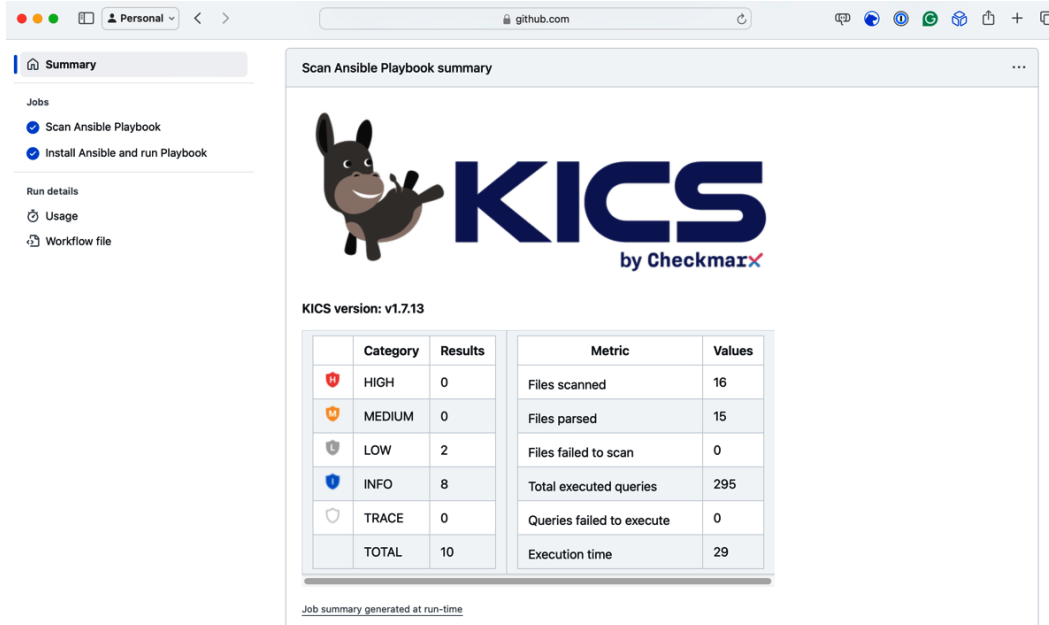 Personal
github.com
Summary
Jobs
Scan Ansible Playbook
Install Ansible and run Playbook
Run details
Usage
Workflow file
Scan Ansible Playbook summary
KICS
by Checkmarx
KICS version: v1.7.13
Category Results
H HIGH 0
M MEDIUM 0
L LOW 2
I INFO 8
TRACE 0
TOTAL 10
Metric Values
Files scanned 16
Files parsed 15
Files failed to scan 0
Total executed queries 295
Queries failed to execute 0
Execution time 29
Job summary generated at run-time